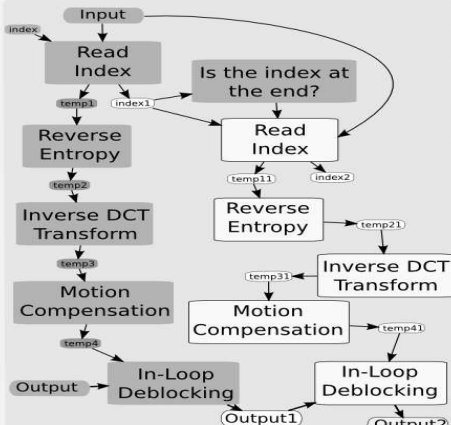 Input
index
Read
Index
Is the index at
the end?
temp1
index1
Reverse
Entropy
Read
Index
temp11
index2
temp2
Inverse DCT
Transform
Reverse
Entropy
temp21
temp3
Inverse DCT
Transform
temp31
Motion
Compensation
Motion
Compensation
temp41
temp4
In-Loop
Deblocking
In-Loop
Deblocking
Output
Output1
Output2